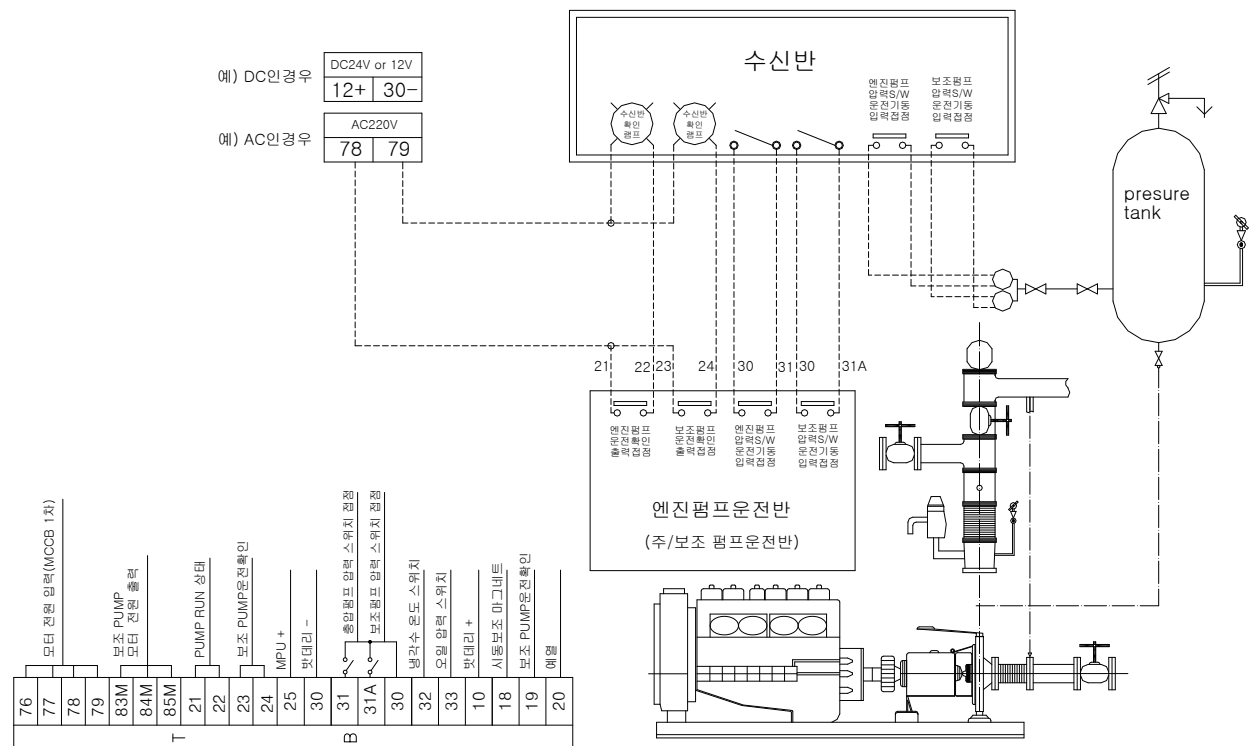 수신반
예) DC인경우
DC24V or 12V
12+ 30-
예) AC인경우
AC220V
78 79
수신반
확인
램프
수신반
확인
램프
엔진펌프
압력S/W
운전기동
입력접점
보조펌프
압력S/W
운전기동
입력접점
presure
tank
21 22 23 24 30 31 30 31A
엔진펌프
운전확인
출력접점
보조펌프
운전확인
출력접점
엔진펌프
압력S/W
운전기동
입력접점
보조펌프
압력S/W
운전기동
입력접점
엔진펌프운전반
(주/보조 펌프운전반)
모터 전원 입력(MCCB 1차)
보조 PUMP
모터 전원 출력
PUMP RUN 상태
보조 PUMP운전확인
MPU +
밧데리 -
충압펌프 압력 스위치 접점
보조펌프 압력 스위치 접점
냉각수 온도 스위치
오일 압력 스위치
밧데리 +
시동보조 마그네트
보조 PUMP운전확인
예열
76 77 78 79 83M 84M 85M 21 22 23 24 25 30 31 31A 30 32 33 10 18 19 20
T B